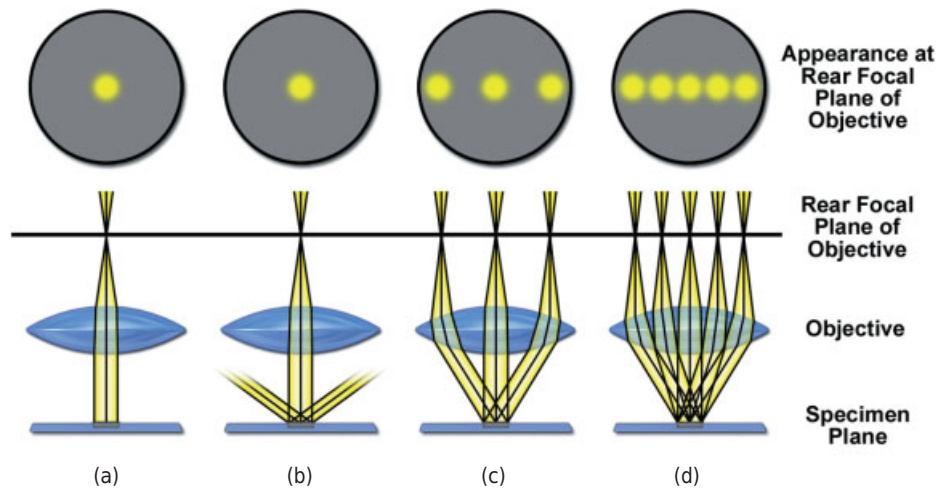 Appearance at
Rear Focal
Plane of
Objective
Rear Focal
Plane of
Objective
Objective
Specimen
Plane
(a) (b) (c) (d)